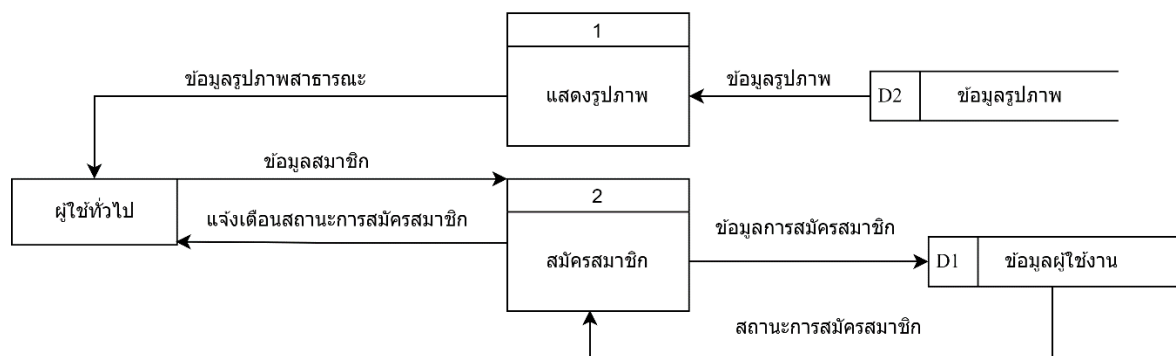 1
ข้อมูลรูปภาพสาธารณะ
ข้อมูลรูปภาพ
แสดงรูปภาพ
D2
ข้อมูลรูปภาพ
ข้อมูลสมาชิก
2
ผู้ใช้ทั่วไป
แจ้งเตือนสถานะการสมัครสมาชิก
ข้อมูลการสมัครสมาชิก
สมัครสมาชิก
D1
ข้อมูลผู้ใช้งาน
สถานะการสมัครสมาชิก